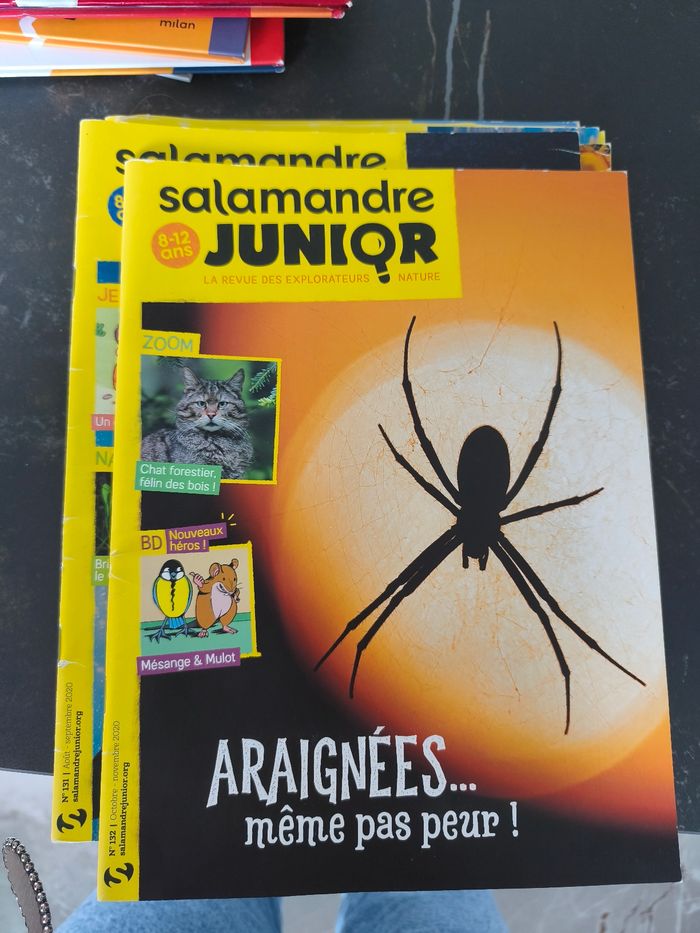 milan
salamandre
salamandre
8-12
ans
JUNIOR
LA REVUE DES EXPLORATEURS NATURE
ZOOM
Chat forestier,
félin des bois !
BD Nouveaux
héros !
Mésange & Mulot
ARAIGNÉES...
même pas peur !
N° 131 | Août - septembre 2020
salamandrejunior.org
N° 132 | Octobre - novembre 2020
salamandrejunior.org